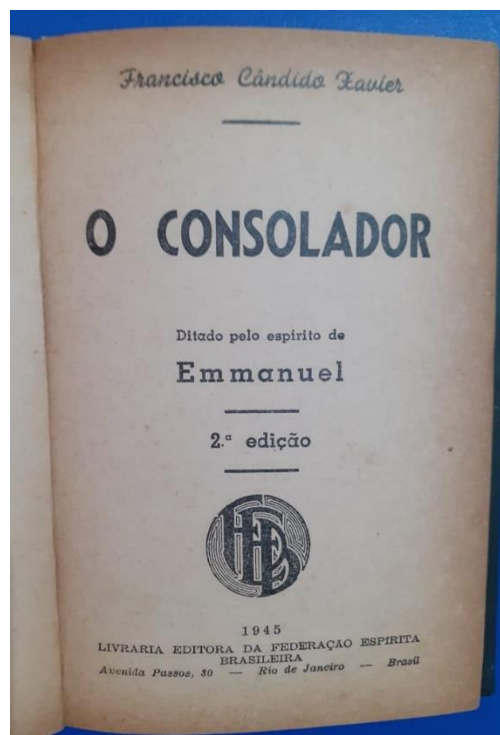 Francisco Cândido Xavier
O CONSOLADOR
Ditado pelo espírito de
Emmanuel
2.ª edição
FEB
1945
LIVRARIA EDITORA DA FEDERAÇÃO ESPIRITA
BRASILEIRA
Avenida Passos, 30 — Rio de Janeiro — Brasil